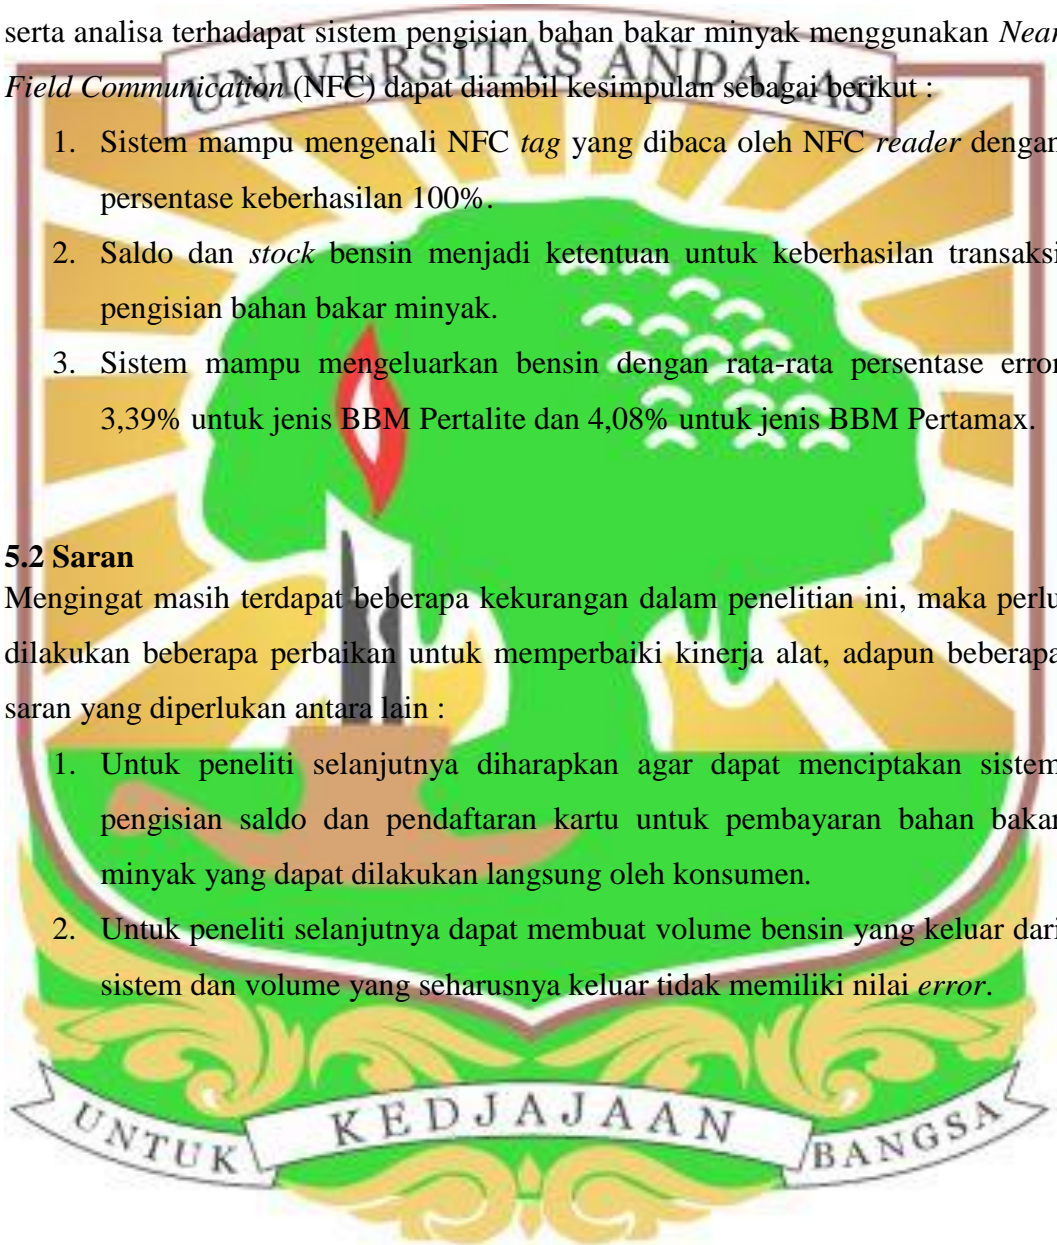 serta analisa terhadapat sistem pengisian bahan bakar minyak menggunakan Near
UNIVERSITAS ANDALAS
Field Communication (NFC) dapat diambil kesimpulan sebagai berikut :
1. Sistem mampu mengenali NFC tag yang dibaca oleh NFC reader dengan
persentase keberhasilan 100%.
2. Saldo dan stock bensin menjadi ketentuan untuk keberhasilan transaksi
pengisian bahan bakar minyak.
3. Sistem mampu mengeluarkan bensin dengan rata-rata persentase error
3,39% untuk jenis BBM Pertalite dan 4,08% untuk jenis BBM Pertamax.
5.2 Saran
Mengingat masih terdapat beberapa kekurangan dalam penelitian ini, maka perlu
dilakukan beberapa perbaikan untuk memperbaiki kinerja alat, adapun beberapa
saran yang diperlukan antara lain :
1. Untuk peneliti selanjutnya diharapkan agar dapat menciptakan sistem
pengisian saldo dan pendaftaran kartu untuk pembayaran bahan bakar
minyak yang dapat dilakukan langsung oleh konsumen.
2. Untuk peneliti selanjutnya dapat membuat volume bensin yang keluar dari
sistem dan volume yang seharusnya keluar tidak memiliki nilai error.
UNTUK KEDJAJAAN BANGSA